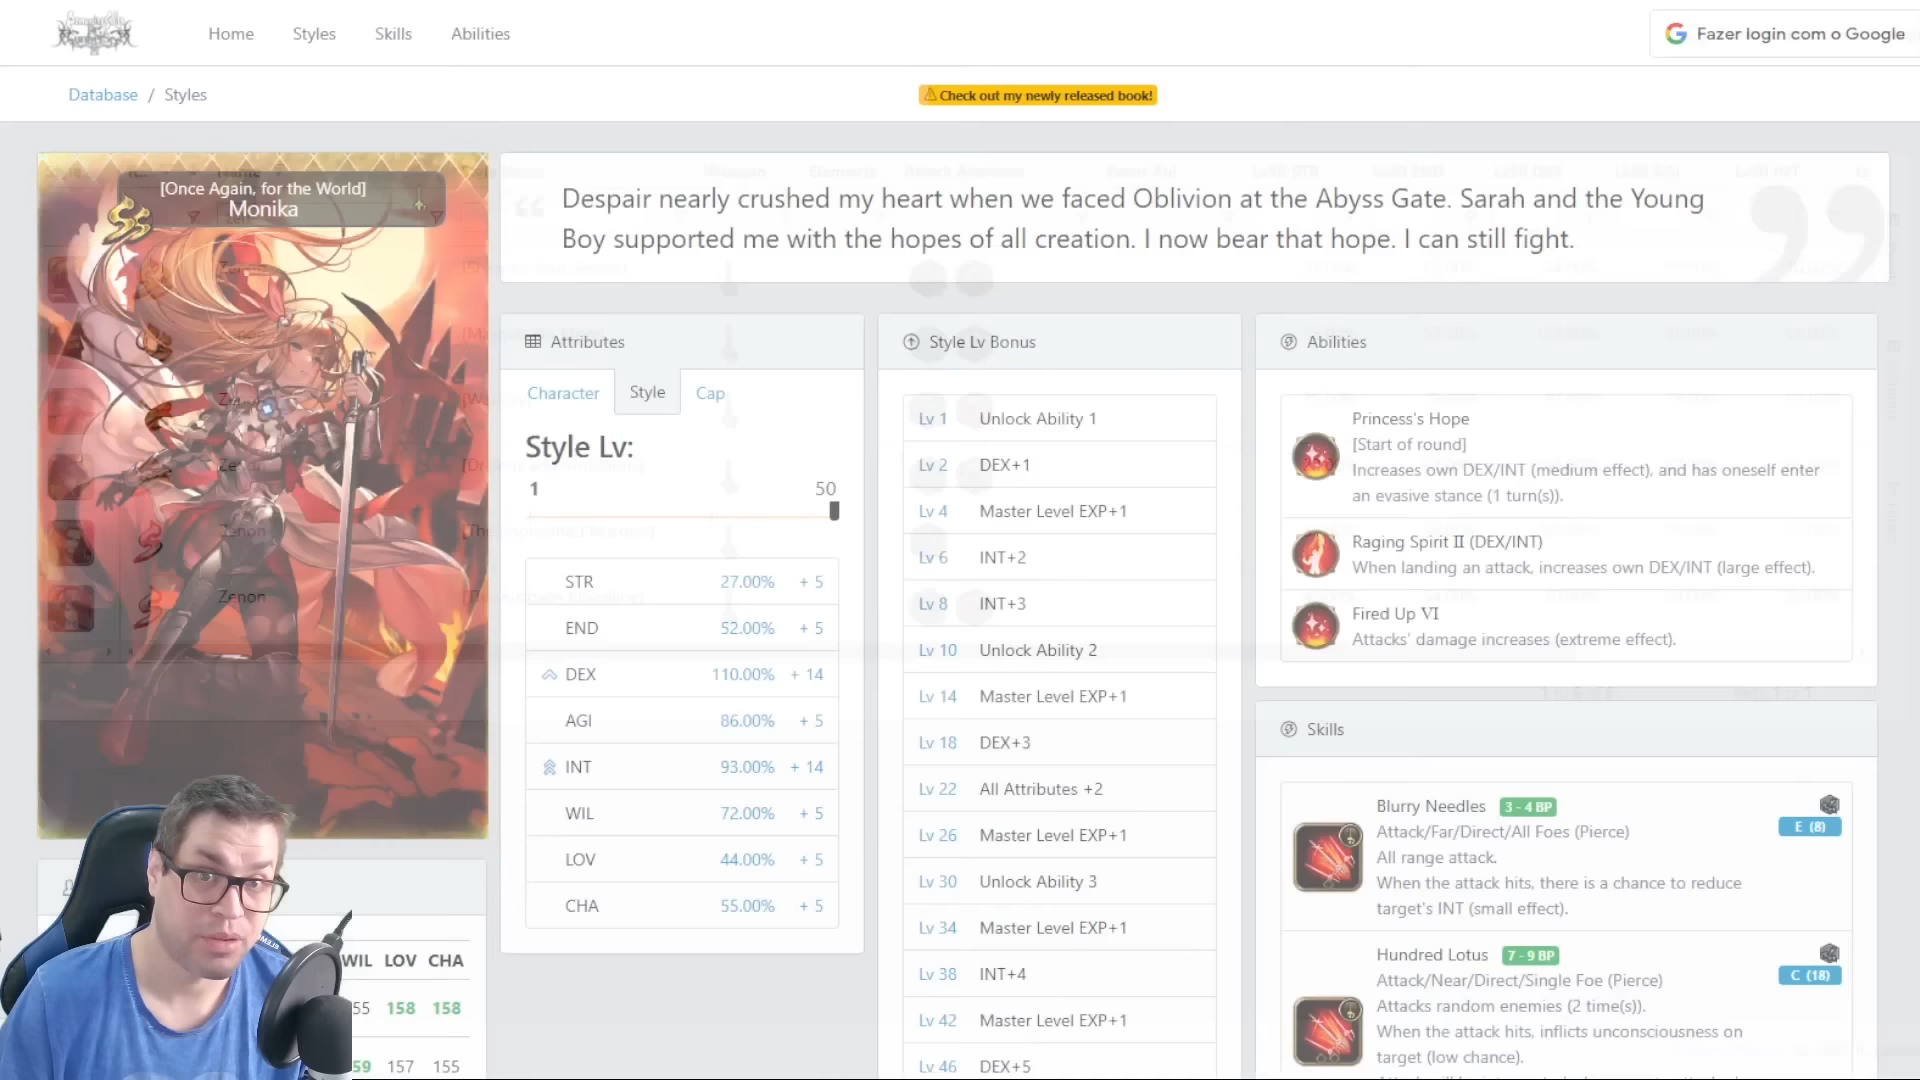 Home Styles Skills Abilities
Fazer login com o Google
Database / Styles
Check out my newly released book!
[Once Again, for the World]
Monika
Despair nearly crushed my heart when we faced Oblivion at the Abyss Gate. Sarah and the Young
Boy supported me with the hopes of all creation. I now bear that hope. I can still fight.
Attributes
Character Style Cap
Style Lv:
1 50
STR 27.00% + 5
END 52.00% + 5
DEX 110.00% + 14
AGI 86.00% + 5
INT 93.00% + 14
WIL 72.00% + 5
LOV 44.00% + 5
CHA 55.00% + 5
Style Lv Bonus
Lv 1 Unlock Ability 1
Lv 2 DEX+1
Lv 4 Master Level EXP+1
Lv 6 INT+2
Lv 8 INT+3
Lv 10 Unlock Ability 2
Lv 14 Master Level EXP+1
Lv 18 DEX+3
Lv 22 All Attributes +2
Lv 26 Master Level EXP+1
Lv 30 Unlock Ability 3
Lv 34 Master Level EXP+1
Lv 38 INT+4
Lv 42 Master Level EXP+1
Lv 46 DEX+5
Abilities
Princess's Hope
[Start of round]
Increases own DEX/INT (medium effect), and has oneself enter
an evasive stance (1 turn(s)).
Raging Spirit II (DEX/INT)
When landing an attack, increases own DEX/INT (large effect).
Fired Up VI
Attacks' damage increases (extreme effect).
Skills
Blurry Needles 3 - 4 BP
E (8)
Attack/Far/Direct/All Foes (Pierce)
All range attack.
When the attack hits, there is a chance to reduce
target's INT (small effect).
Hundred Lotus 7 - 9 BP
C (18)
Attack/Near/Direct/Single Foe (Pierce)
Attacks random enemies (2 time(s)).
When the attack hits, inflicts unconsciousness on
target (low chance).
WIL LOV CHA
55 158 158
59 157 155
Zenon
Zenon